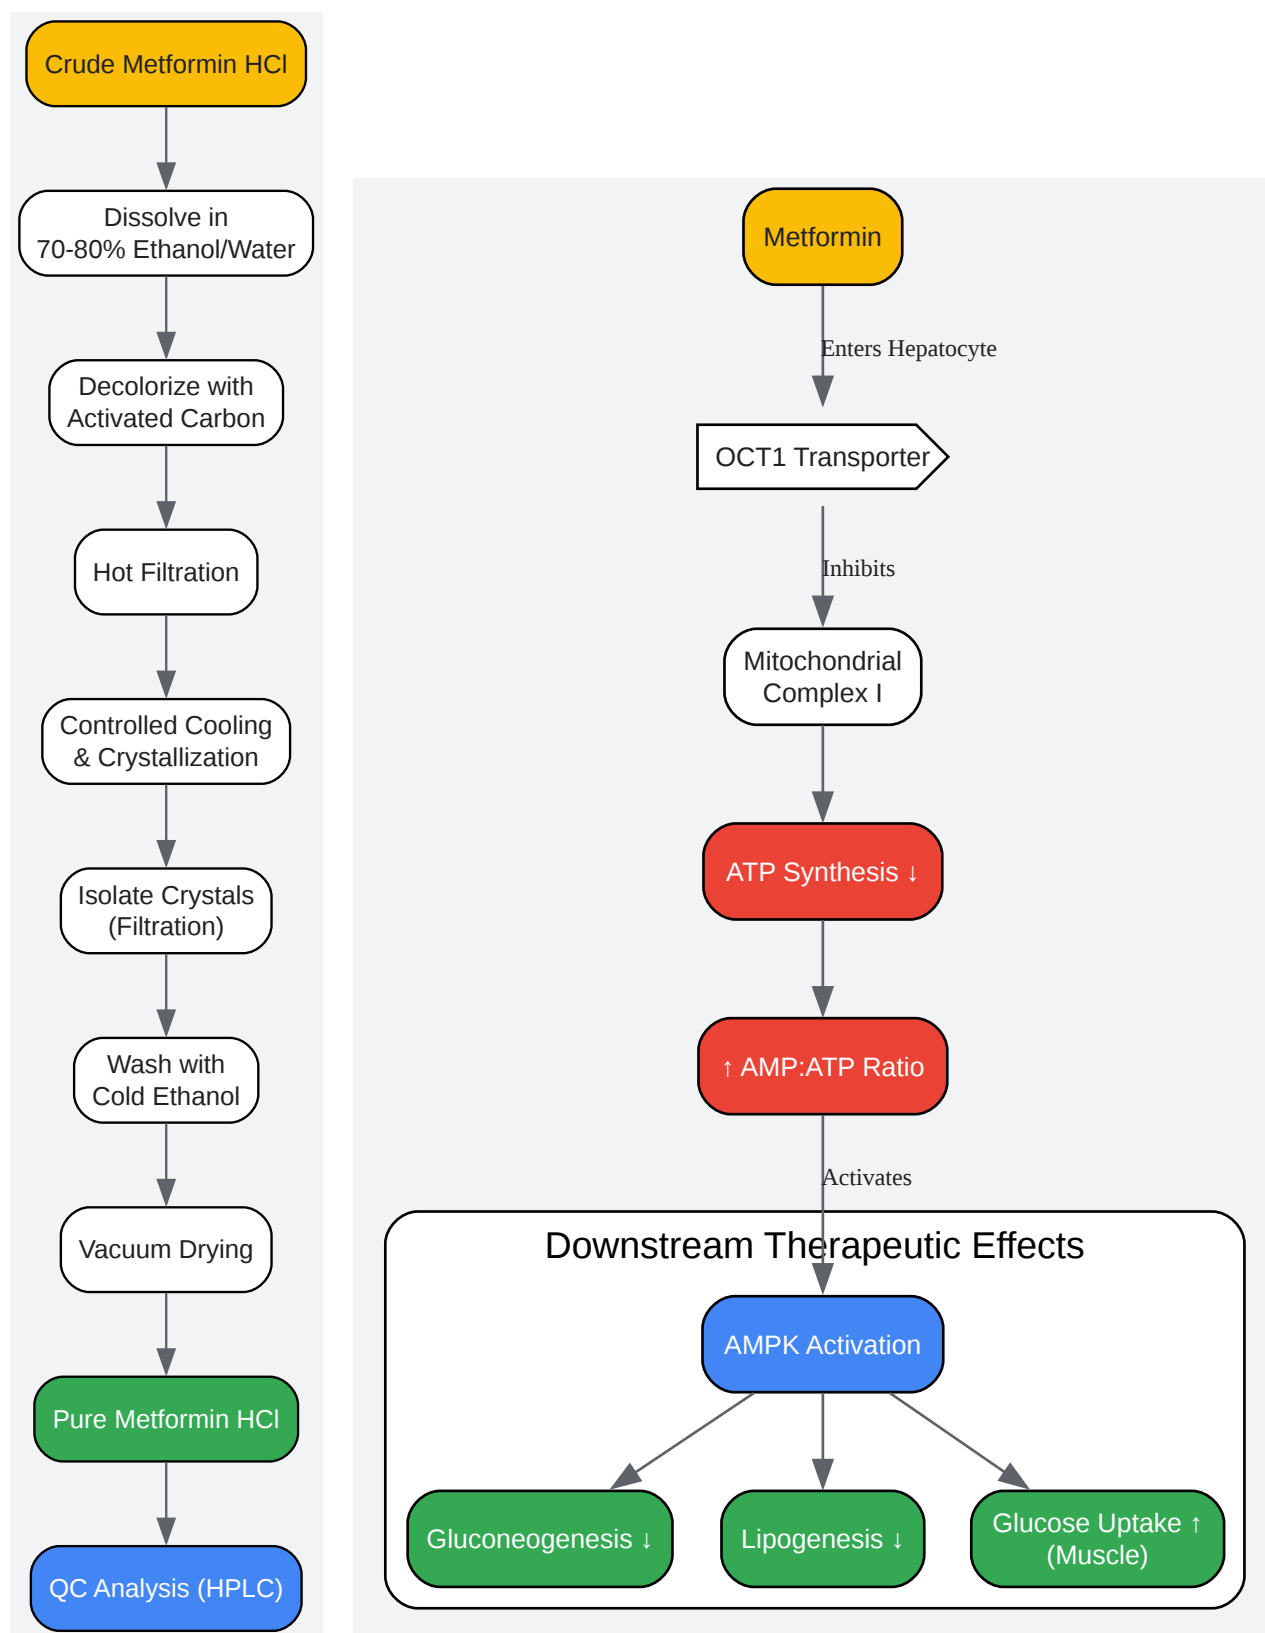 Crude Metformin HCl
Dissolve in
70-80% Ethanol/Water
Decolorize with
Activated Carbon
Hot Filtration
Controlled Cooling
& Crystallization
Isolate Crystals
(Filtration)
Wash with
Cold Ethanol
Vacuum Drying
Pure Metformin HCl
QC Analysis (HPLC)
Metformin
Enters Hepatocyte
OCT1 Transporter
Inhibits
Mitochondrial
Complex I
ATP Synthesis ↓
↑ AMP:ATP Ratio
Activates
Downstream Therapeutic Effects
AMPK Activation
Gluconeogenesis ↓
Lipogenesis ↓
Glucose Uptake ↑
(Muscle)